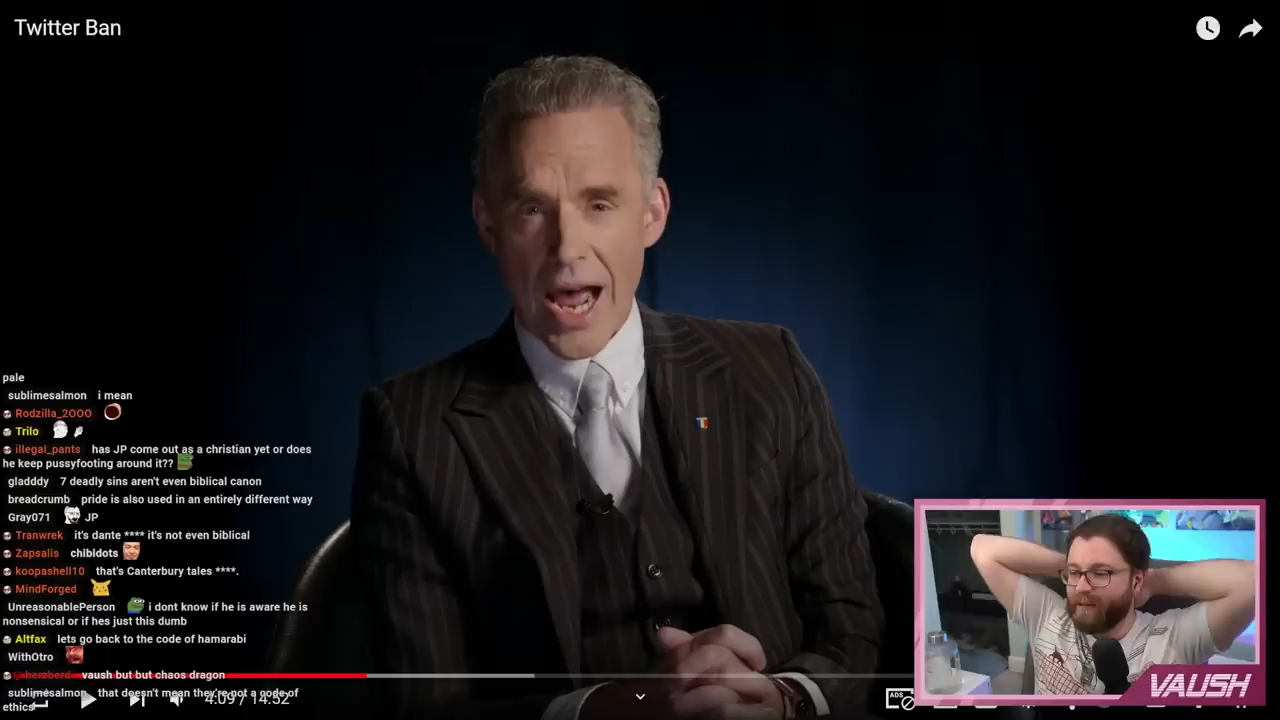 Twitter Ban
pale
sublimesalmon i mean
Rodzilla_2000
Trilo
illegal_pants has JP come out as a christian yet or does
he keep pussyfooting around it??
gladddy 7 deadly sins aren't even biblical canon
breadcrumb pride is also used in an entirely different way
Gray071 JP
Tranwrek it's dante **** it's not even biblical
Zapsalis chibidots
koopashell10 that's Canterbury tales ****.
MindForged
UnreasonablePerson i dont know if he is aware he is
nonsensical or if hes just this dumb
Altfax lets go back to the code of hamarabi
WithOtro
herzberd vaush but but chaos dragon
sublimesalmon that doesn't mean they're not a code of
ethics
4:09 / 14:52
ADS
VAUSH